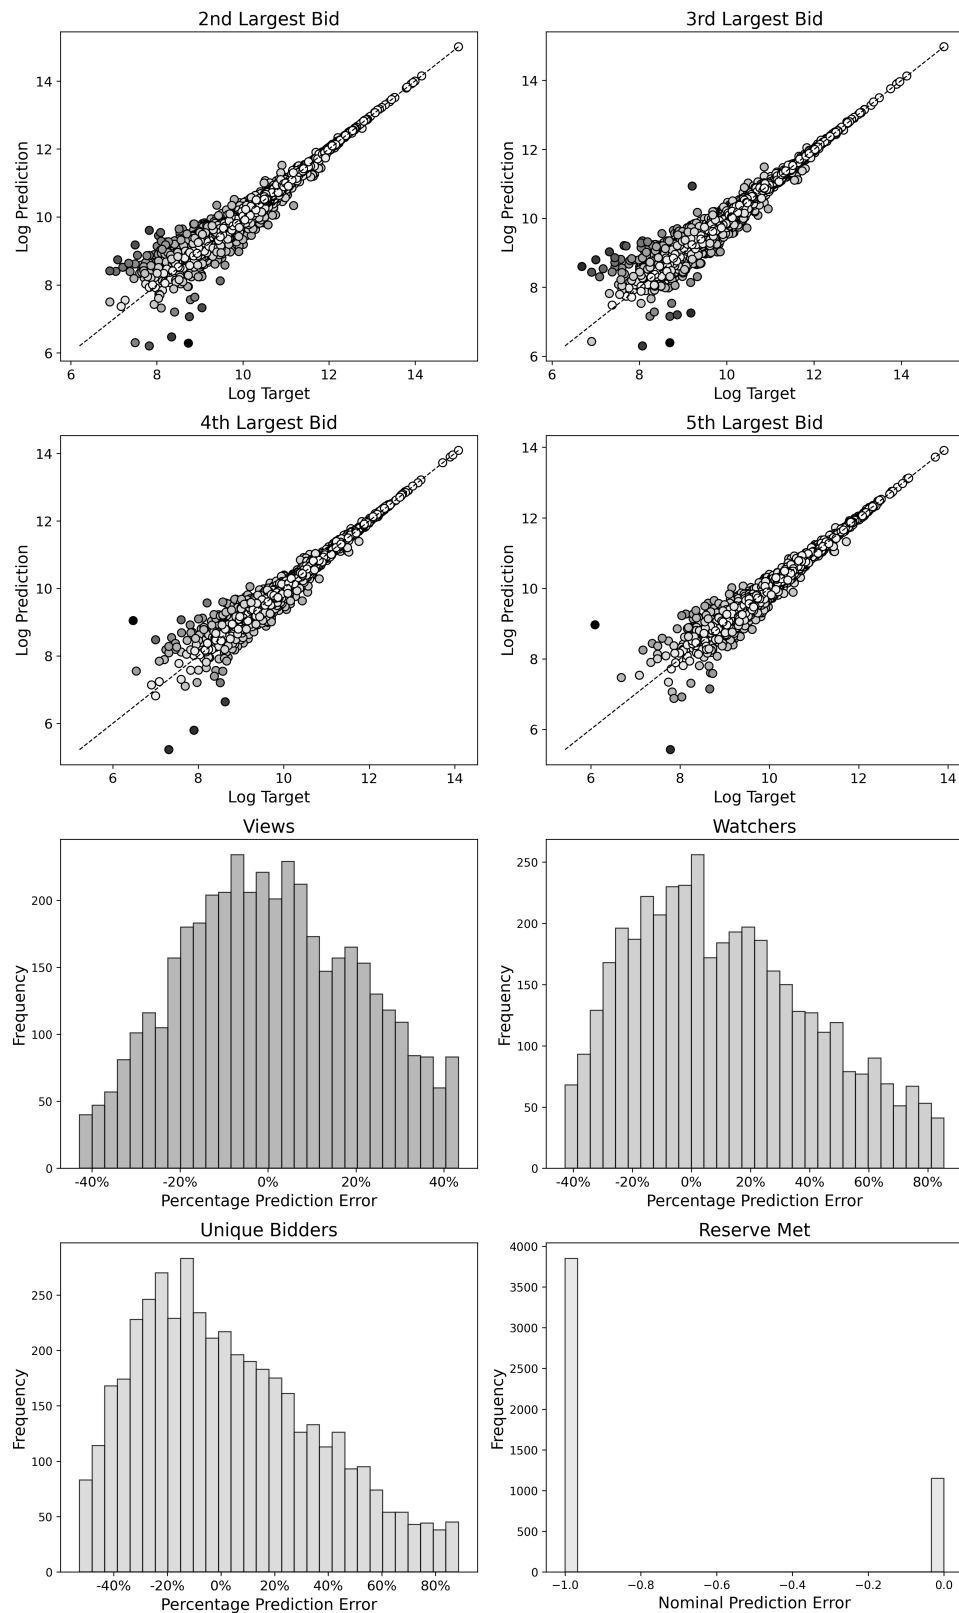 2nd Largest Bid
Log Prediction
14
12
10
8
6
6 8 10 12 14
Log Target
3rd Largest Bid
Log Prediction
14
12
10
8
6
6 8 10 12 14
Log Target
4th Largest Bid
Log Prediction
14
12
10
8
6
6 8 10 12 14
Log Target
5th Largest Bid
Log Prediction
14
12
10
8
6
6 8 10 12 14
Log Target
Views
Frequency
200
150
100
50
0
-40% -20% 0% 20% 40%
Percentage Prediction Error
Watchers
Frequency
250
200
150
100
50
0
-40% -20% 0% 20% 40% 60% 80%
Percentage Prediction Error
Unique Bidders
Frequency
250
200
150
100
50
0
-40% -20% 0% 20% 40% 60% 80%
Percentage Prediction Error
Reserve Met
Frequency
4000
3500
3000
2500
2000
1500
1000
500
0
−1.0 −0.8 −0.6 −0.4 −0.2 0.0
Nominal Prediction Error